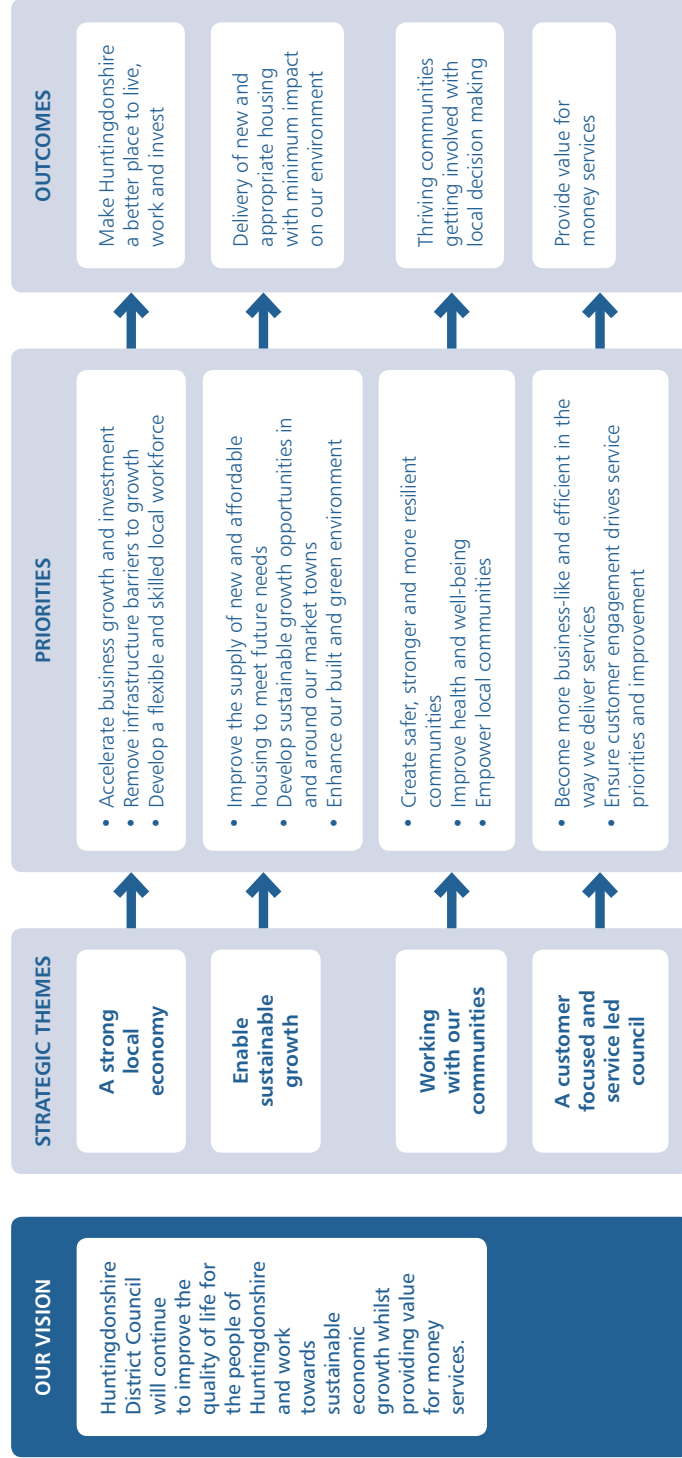 OUR VISION
Huntingdonshire
District Council
will continue
to improve the
quality of life for
the people of
Huntingdonshire
and work
towards
sustainable
economic
growth whilst
providing value
for money
services.
STRATEGIC THEMES
A strong
local
economy
Enable
sustainable
growth
Working
with our
communities
A customer
focused and
service led
council
PRIORITIES
• Accelerate business growth and investment
• Remove infrastructure barriers to growth
• Develop a flexible and skilled local workforce
• Improve the supply of new and affordable
housing to meet future needs
• Develop sustainable growth opportunities in
and around our market towns
• Enhance our built and green environment
• Create safer, stronger and more resilient
communities
• Improve health and well-being
• Empower local communities
• Become more business-like and efficient in the
way we deliver services
• Ensure customer engagement drives service
priorities and improvement
OUTCOMES
Make Huntingdonshire
a better place to live,
work and invest
Delivery of new and
appropriate housing
with minimum impact
on our environment
Thriving communities
getting involved with
local decision making
Provide value for
money services